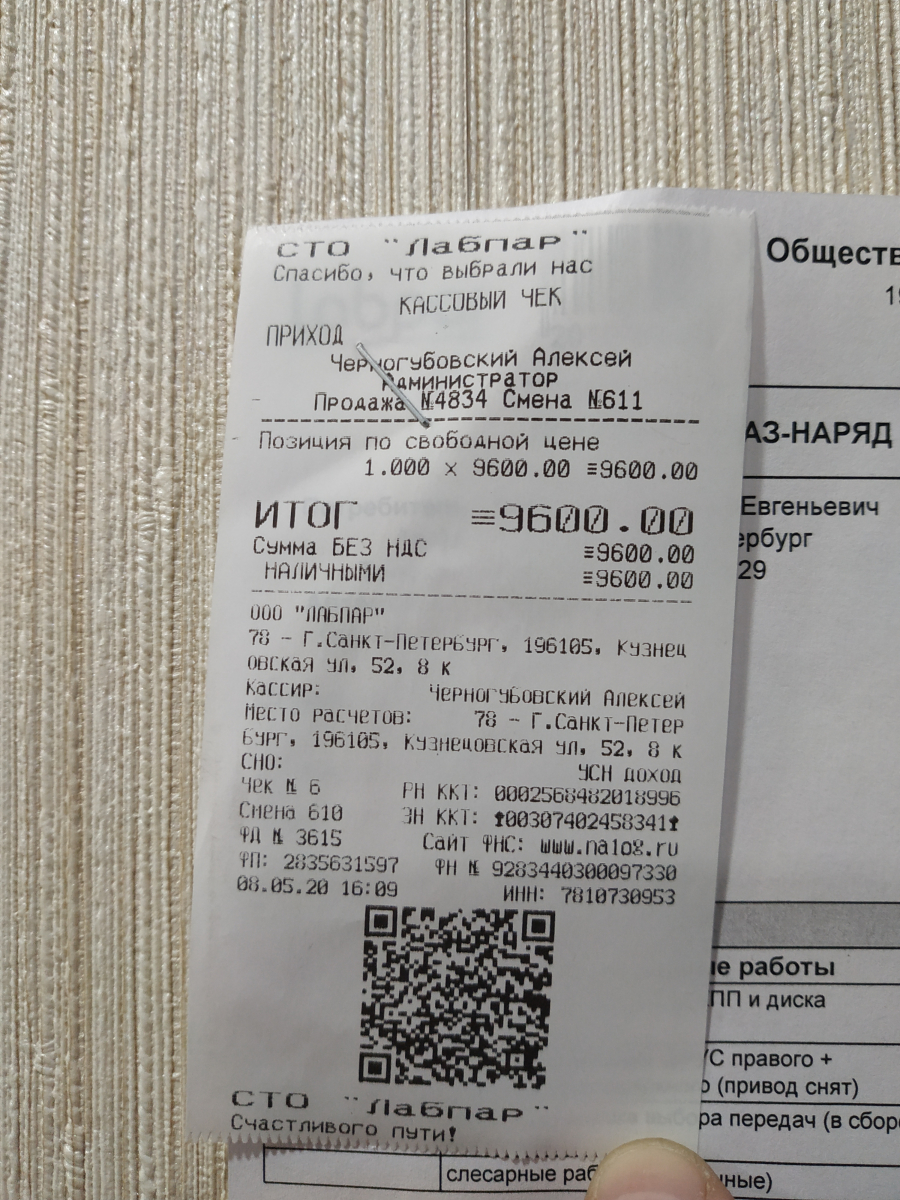 СТО "Лабпар"
Спасибо, что выбрали нас
КАССОВЫЙ ЧЕК
ПРИХОД
Черногубовский Алексей
Администратор
Продажа №4834 Смена №611
Позиция по свободной цене
1.000 x 9600.00 ≡9600.00
ИТОГ ≡9600.00
Сумма БЕЗ НДС ≡9600.00
НАЛИЧНЫМИ ≡9600.00
ООО "ЛАБПАР"
78 - Г.Санкт-Петербург, 196105, Кузнец
овская ул, 52, 8 к
Кассир: Черногубовский Алексей
Место расчетов: 78 - Г.Санкт-Петер
бург, 196105, Кузнецовская ул, 52, 8 к
СНО: УСН доход
Чек № 6 РН ККТ: 0002568482018996
Смена 610 ЗН ККТ: ↑00307402458341↑
ФД № 3615 Сайт ФНС: www.nalog.ru
ФП: 2835631597 ФН № 9283440300097330
08.05.20 16:09 ИНН: 7810730953
СТО "Лабпар"
Счастливого пути!
Обществ
19
АЗ-НАРЯД
Евгеньевич
ербург
29
ые работы
ПП и диска
УС правого +
о (привод снят)
ра передач (в сборе
слесарные раб ные)